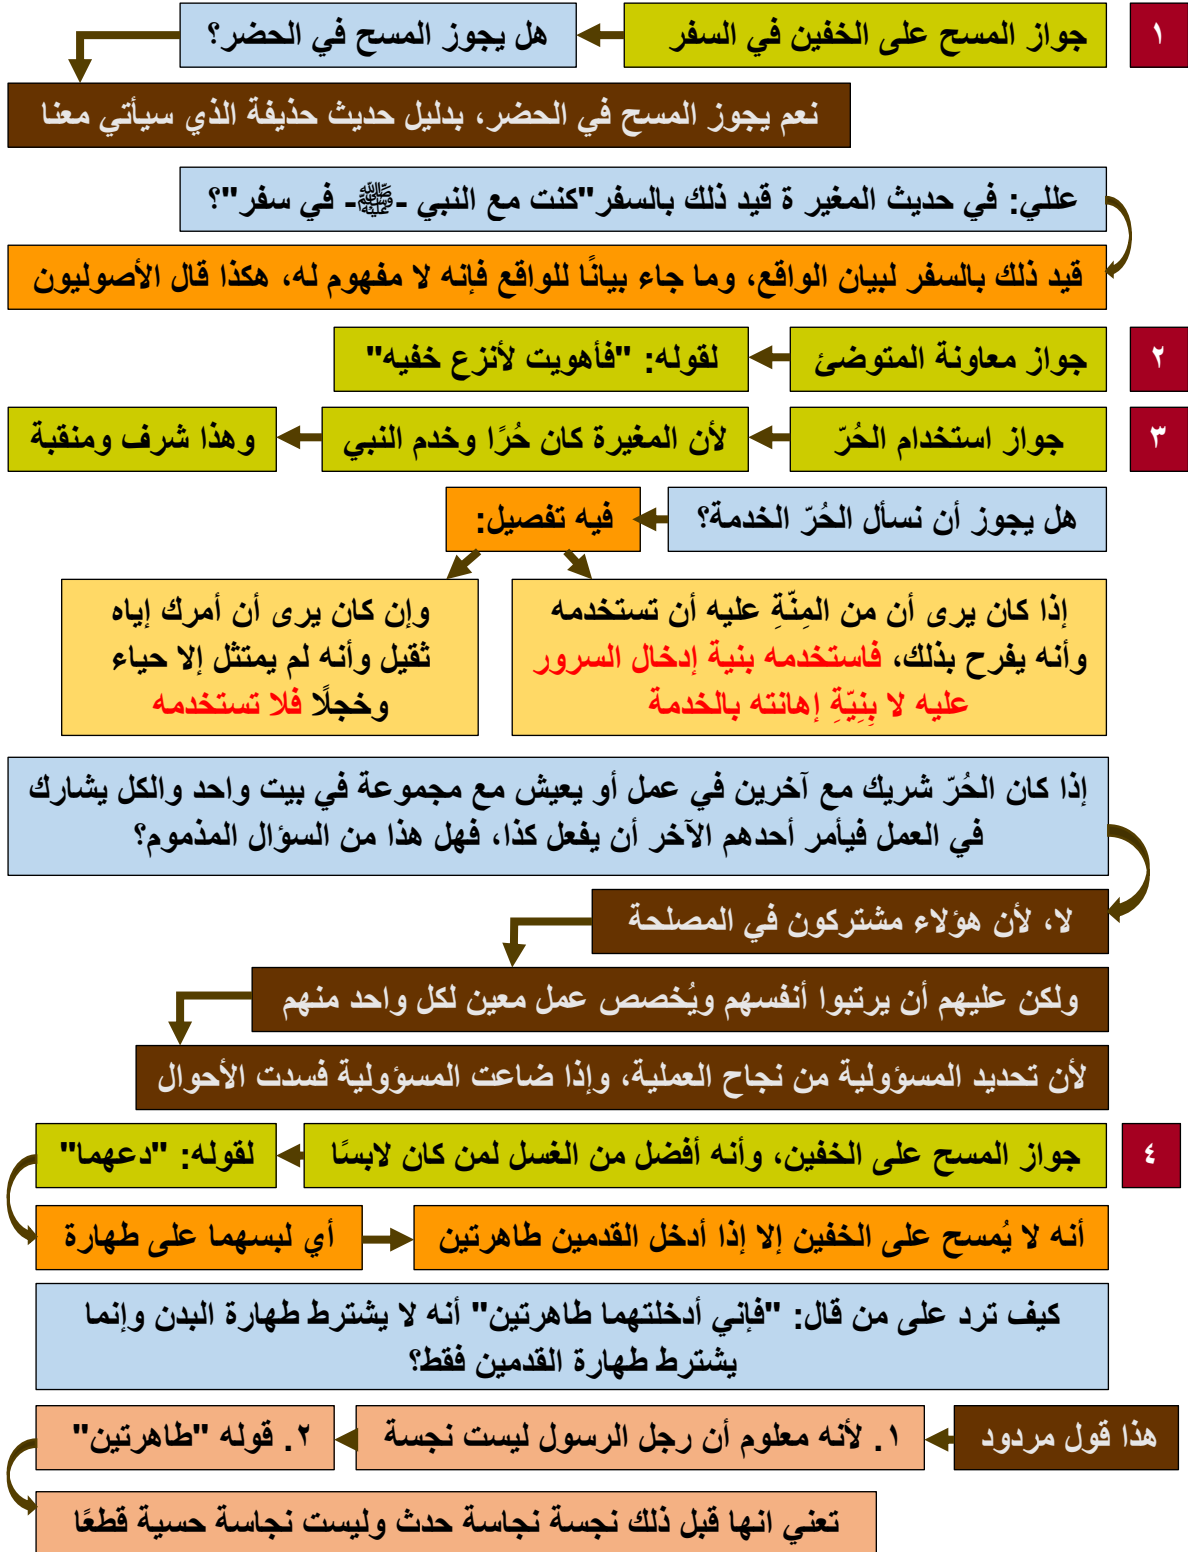 ١
جواز المسح على الخفين في السفر
هل يجوز المسح في الحضر؟
نعم يجوز المسح في الحضر، بدليل حديث حذيفة الذي سيأتي معنا
عللي: في حديث المغير ة قيد ذلك بالسفر"كنت مع النبي -ﷺ- في سفر"؟
قيد ذلك بالسفر لبيان الواقع، وما جاء بيانًا للواقع فإنه لا مفهوم له، هكذا قال الأصوليون
٢
جواز معاونة المتوضئ
لقوله: "فأهويت لأنزع خفيه"
٣
جواز استخدام الحُرّ
لأن المغيرة كان حُرًا وخدم النبي
وهذا شرف ومنقبة
هل يجوز أن نسأل الحُرّ الخدمة؟
فيه تفصيل:
إذا كان يرى أن من المِنّةِ عليه أن تستخدمه
وأنه يفرح بذلك، فاستخدمه بنية إدخال السرور
عليه لا بِنِيّةِ إهانته بالخدمة
وإن كان يرى أن أمرك إياه
ثقيل وأنه لم يمتثل إلا حياء
وخجلًا فلا تستخدمه
إذا كان الحُرّ شريك مع آخرين في عمل أو يعيش مع مجموعة في بيت واحد والكل يشارك
في العمل فيأمر أحدهم الآخر أن يفعل كذا، فهل هذا من السؤال المذموم؟
لا، لأن هؤلاء مشتركون في المصلحة
ولكن عليهم أن يرتبوا أنفسهم ويُخصص عمل معين لكل واحد منهم
لأن تحديد المسؤولية من نجاح العملية، وإذا ضاعت المسؤولية فسدت الأحوال
٤
جواز المسح على الخفين، وأنه أفضل من الغسل لمن كان لابسًا
لقوله: "دعهما"
أي لبسهما على طهارة
أنه لا يُمسح على الخفين إلا إذا أدخل القدمين طاهرتين
كيف ترد على من قال: "فإني أدخلتهما طاهرتين" أنه لا يشترط طهارة البدن وإنما
يشترط طهارة القدمين فقط؟
هذا قول مردود
١. لأنه معلوم أن رجل الرسول ليست نجسة
٢. قوله "طاهرتين"
تعني انها قبل ذلك نجسة نجاسة حدث وليست نجاسة حسية قطعًا